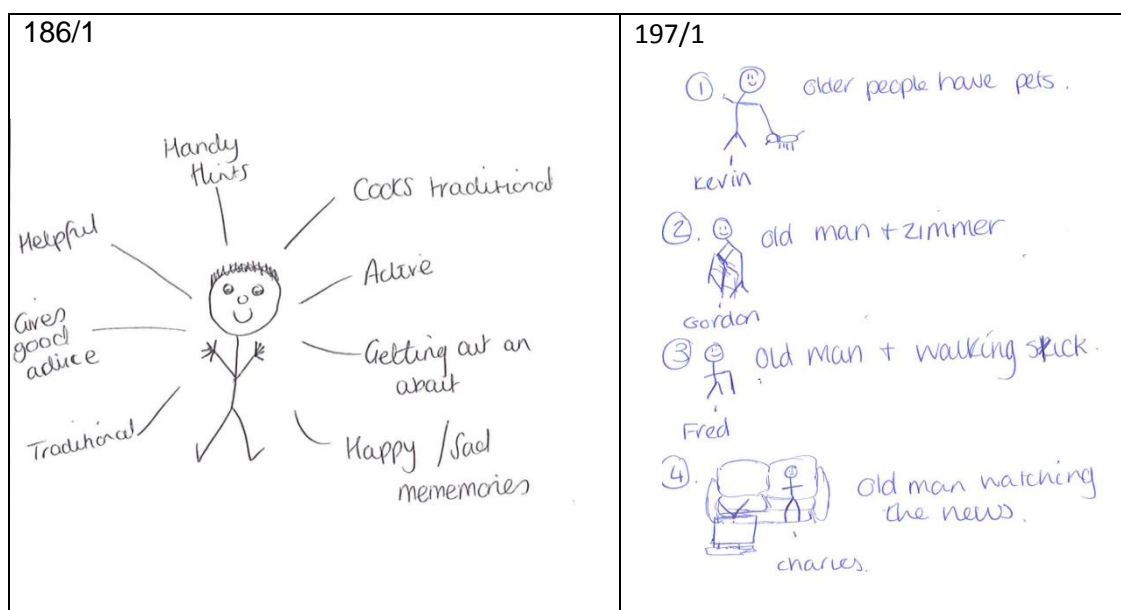 186/1
Handy
Hints
Cooks traditional
Helpful
Active
Gives
good
advice
Getting out an
about
Traditional
Happy / Sad
mememories
197/1
1 older people have pets.
Kevin
2. old man + zimmer
Gordon
3 old man + walking stick.
Fred
4. old man watching
the news.
charles.